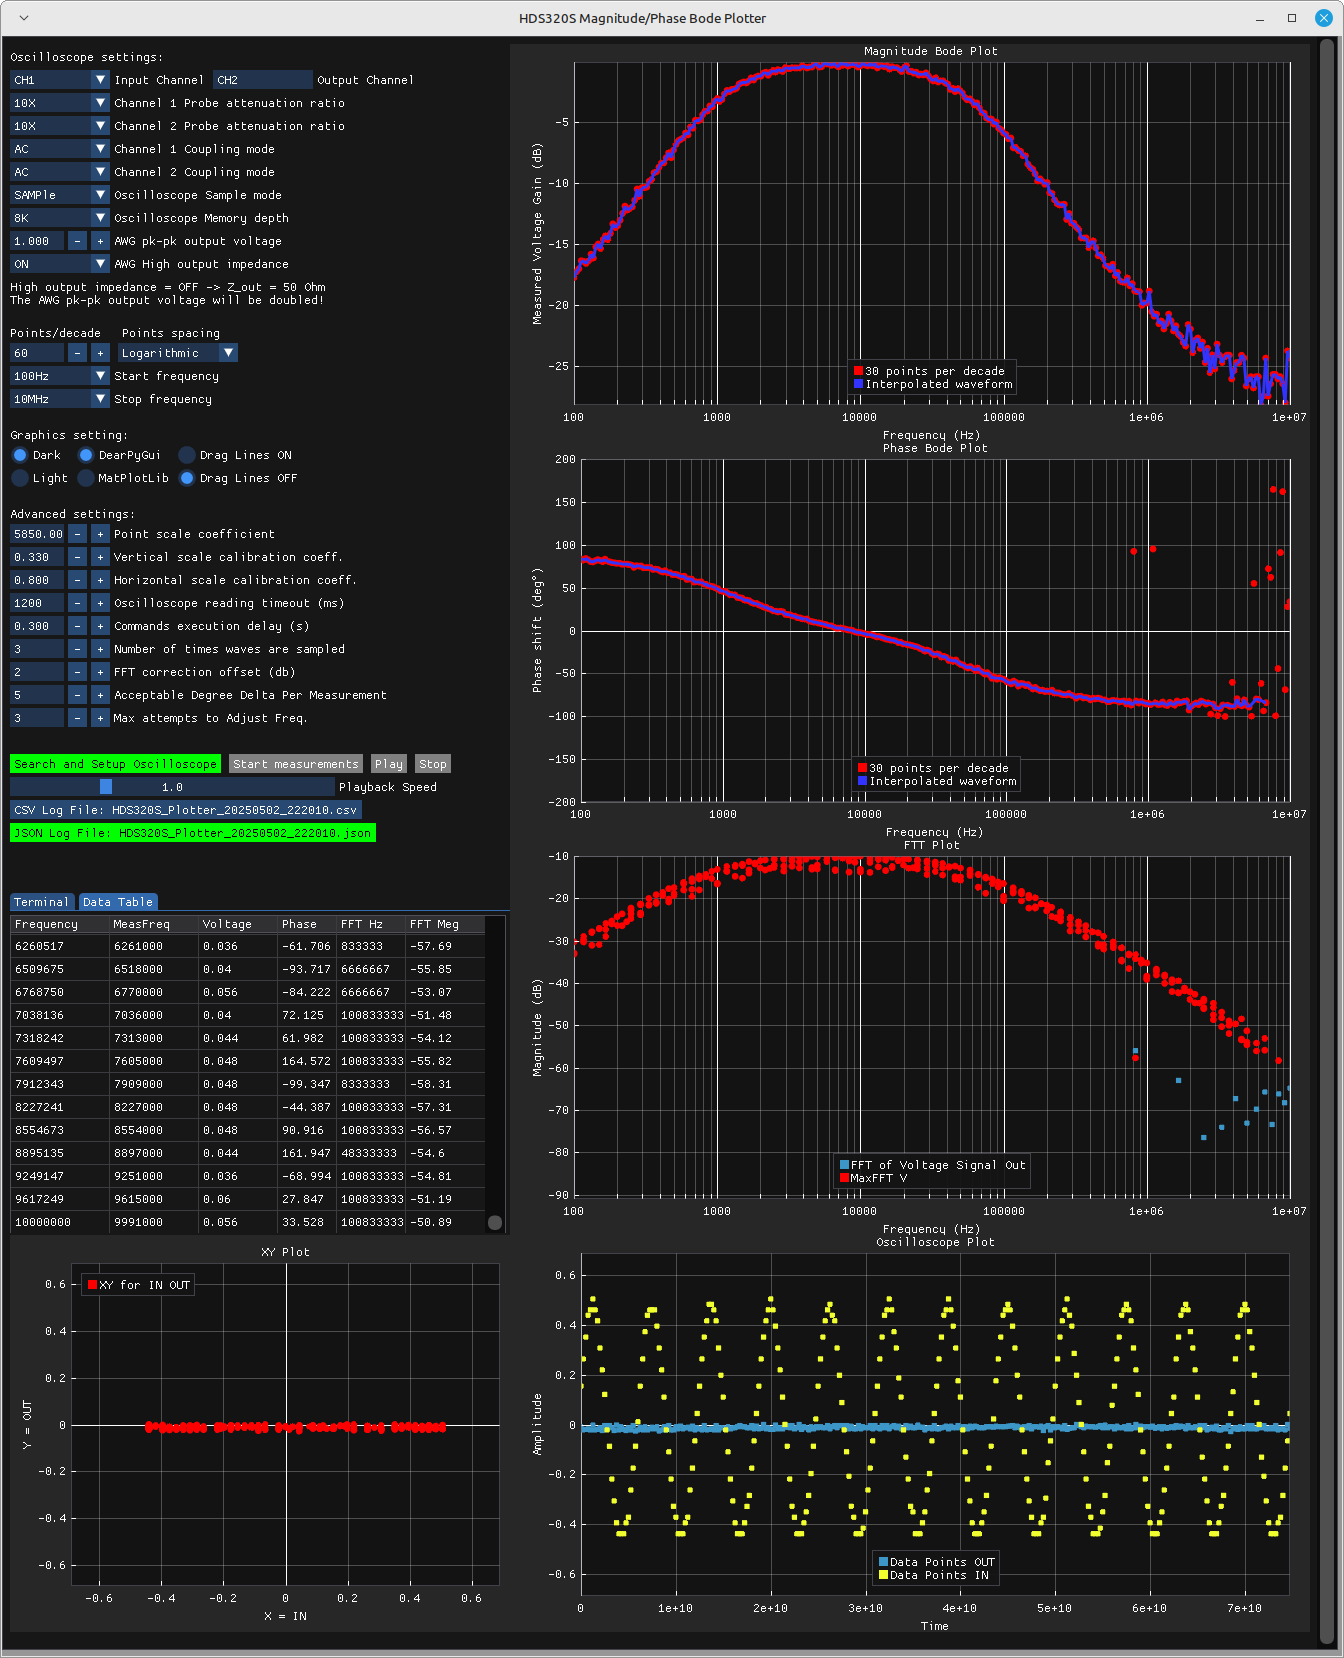 HDS320S Magnitude/Phase Bode Plotter
Oscilloscope settings:
CH1 Input Channel CH2 Output Channel
10X Channel 1 Probe attenuation ratio
10X Channel 2 Probe attenuation ratio
AC Channel 1 Coupling mode
AC Channel 2 Coupling mode
SAMPle Oscilloscope Sample mode
8K Oscilloscope Memory depth
1.000 - + AWG pk-pk output voltage
ON AWG High output impedance
High output impedance = OFF -> Z_out = 50 Ohm
The AWG pk-pk output voltage will be doubled!
Points/decade Points spacing
60 - + Logarithmic
100Hz Start frequency
10MHz Stop frequency
Graphics setting:
Dark DearPyGui Drag Lines ON
Light MatPlotLib Drag Lines OFF
Advanced settings:
5850.00 - + Point scale coefficient
0.330 - + Vertical scale calibration coeff.
0.800 - + Horizontal scale calibration coeff.
1200 - + Oscilloscope reading timeout (ms)
0.300 - + Commands execution delay (s)
3 - + Number of times waves are sampled
2 - + FFT correction offset (db)
5 - + Acceptable Degree Delta Per Measurement
3 - + Max attempts to Adjust Freq.
Search and Setup Oscilloscope Start measurements Play Stop
1.0 Playback Speed
CSV Log File: HDS320S_Plotter_20250502_222010.csv
JSON Log File: HDS320S_Plotter_20250502_222010.json
Terminal Data Table
Frequency MeasFreq Voltage Phase FFT Hz FFT Meg
6260517 6261000 0.036 -61.706 833333 -57.69
6509675 6518000 0.04 -93.717 6666667 -55.85
6768750 6770000 0.056 -84.222 6666667 -53.07
7038136 7036000 0.04 72.125 100833333 -51.48
7318242 7313000 0.044 61.982 100833333 -54.12
7609497 7605000 0.048 164.572 100833333 -55.82
7912343 7909000 0.048 -99.347 8333333 -58.31
8227241 8227000 0.048 -44.387 100833333 -57.31
8554673 8554000 0.048 90.916 100833333 -56.57
8895135 8897000 0.044 161.947 48333333 -54.6
9249147 9251000 0.036 -68.994 100833333 -54.81
9617249 9615000 0.06 27.847 100833333 -51.19
10000000 9991000 0.056 33.528 100833333 -50.89
XY Plot
XY for IN OUT
0.6
0.4
0.2
0
-0.2
-0.4
-0.6
Y = OUT
-0.6 -0.4 -0.2 0 0.2 0.4 0.6
X = IN
Magnitude Bode Plot
Measured Voltage Gain (dB)
-5
-10
-15
-20
-25
30 points per decade
Interpolated waveform
100 1000 10000 100000 1e+06 1e+07
Frequency (Hz)
Phase Bode Plot
Phase shift (deg°)
200
150
100
50
0
-50
-100
-150
-200
30 points per decade
Interpolated waveform
100 1000 10000 100000 1e+06 1e+07
Frequency (Hz)
FTT Plot
Magnitude (dB)
-10
-20
-30
-40
-50
-60
-70
-80
-90
FFT of Voltage Signal Out
MaxFFT V
100 1000 10000 100000 1e+06 1e+07
Frequency (Hz)
Oscilloscope Plot
Amplitude
0.6
0.4
0.2
0
-0.2
-0.4
-0.6
Data Points OUT
Data Points IN
0 1e+10 2e+10 3e+10 4e+10 5e+10 6e+10 7e+10
Time